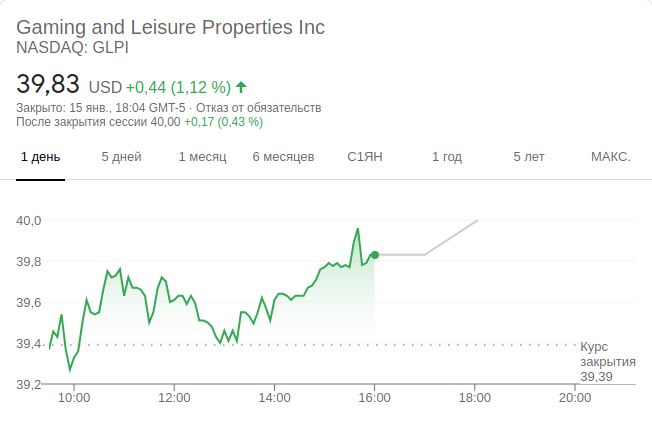 Gaming and Leisure Properties Inc
NASDAQ: GLPI
39,83 USD +0,44 (1,12 %)
Закрыто: 15 янв., 18:04 GMT-5 · Отказ от обязательств
После закрытия сессии 40,00 +0,17 (0,43 %)
1 день 5 дней 1 месяц 6 месяцев С1ЯН 1 год 5 лет МАКС.
40,0
39,8
39,6
39,4
Курс
закрытия
39,39
39,2
10:00 12:00 14:00 16:00 18:00 20:00